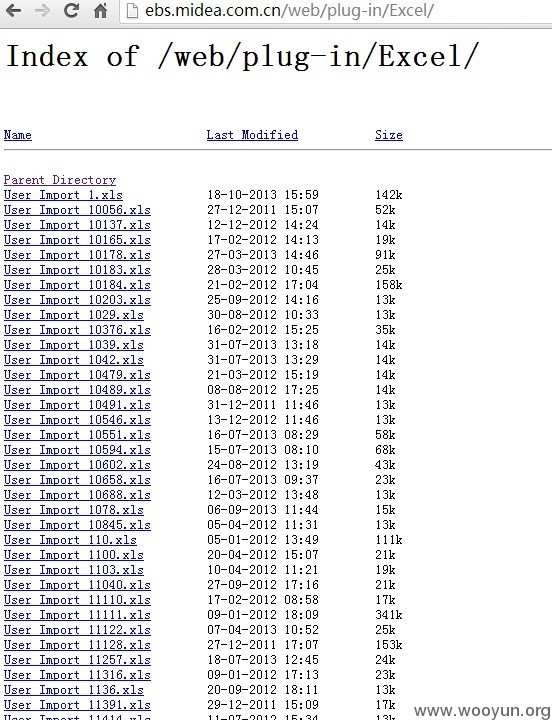 ebs.midea.com.cn/web/plug-in/Excel/
Index of /web/plug-in/Excel/
Name Last Modified Size
Parent Directory
User Import 1.xls 18-10-2013 15:59 142k
User Import 10056.xls 27-12-2011 15:07 52k
User Import 10137.xls 12-12-2012 14:24 14k
User Import 10165.xls 17-02-2012 14:13 19k
User Import 10178.xls 27-03-2013 14:46 91k
User Import 10183.xls 28-03-2012 10:45 25k
User Import 10184.xls 21-02-2012 17:04 158k
User Import 10203.xls 25-09-2012 14:16 13k
User Import 1029.xls 30-08-2012 10:33 13k
User Import 10376.xls 16-02-2012 15:25 35k
User Import 1039.xls 31-07-2013 13:18 14k
User Import 1042.xls 31-07-2013 13:29 14k
User Import 10479.xls 21-03-2012 15:19 14k
User Import 10489.xls 08-08-2012 17:25 14k
User Import 10491.xls 31-12-2011 11:46 13k
User Import 10546.xls 13-12-2012 11:46 13k
User Import 10551.xls 16-07-2013 08:29 58k
User Import 10594.xls 15-07-2013 08:10 68k
User Import 10602.xls 24-08-2012 13:19 43k
User Import 10658.xls 16-07-2013 09:37 23k
User Import 10688.xls 12-03-2012 13:48 13k
User Import 1078.xls 06-09-2013 11:44 15k
User Import 10845.xls 05-04-2012 11:31 13k
User Import 110.xls 05-01-2012 13:49 111k
User Import 1100.xls 20-04-2012 15:07 21k
User Import 1103.xls 10-04-2012 11:21 19k
User Import 11040.xls 27-09-2012 17:16 21k
User Import 11110.xls 17-02-2012 08:58 17k
User Import 11111.xls 09-01-2012 18:09 341k
User Import 11122.xls 07-04-2013 10:52 25k
User Import 11128.xls 27-12-2011 17:07 153k
User Import 11257.xls 18-07-2013 12:45 24k
User Import 11316.xls 09-01-2012 17:13 23k
User Import 1136.xls 20-09-2012 18:11 13k
User Import 11391.xls 29-12-2011 15:09 17k
User Import 11414.xls
www.wooyun.org